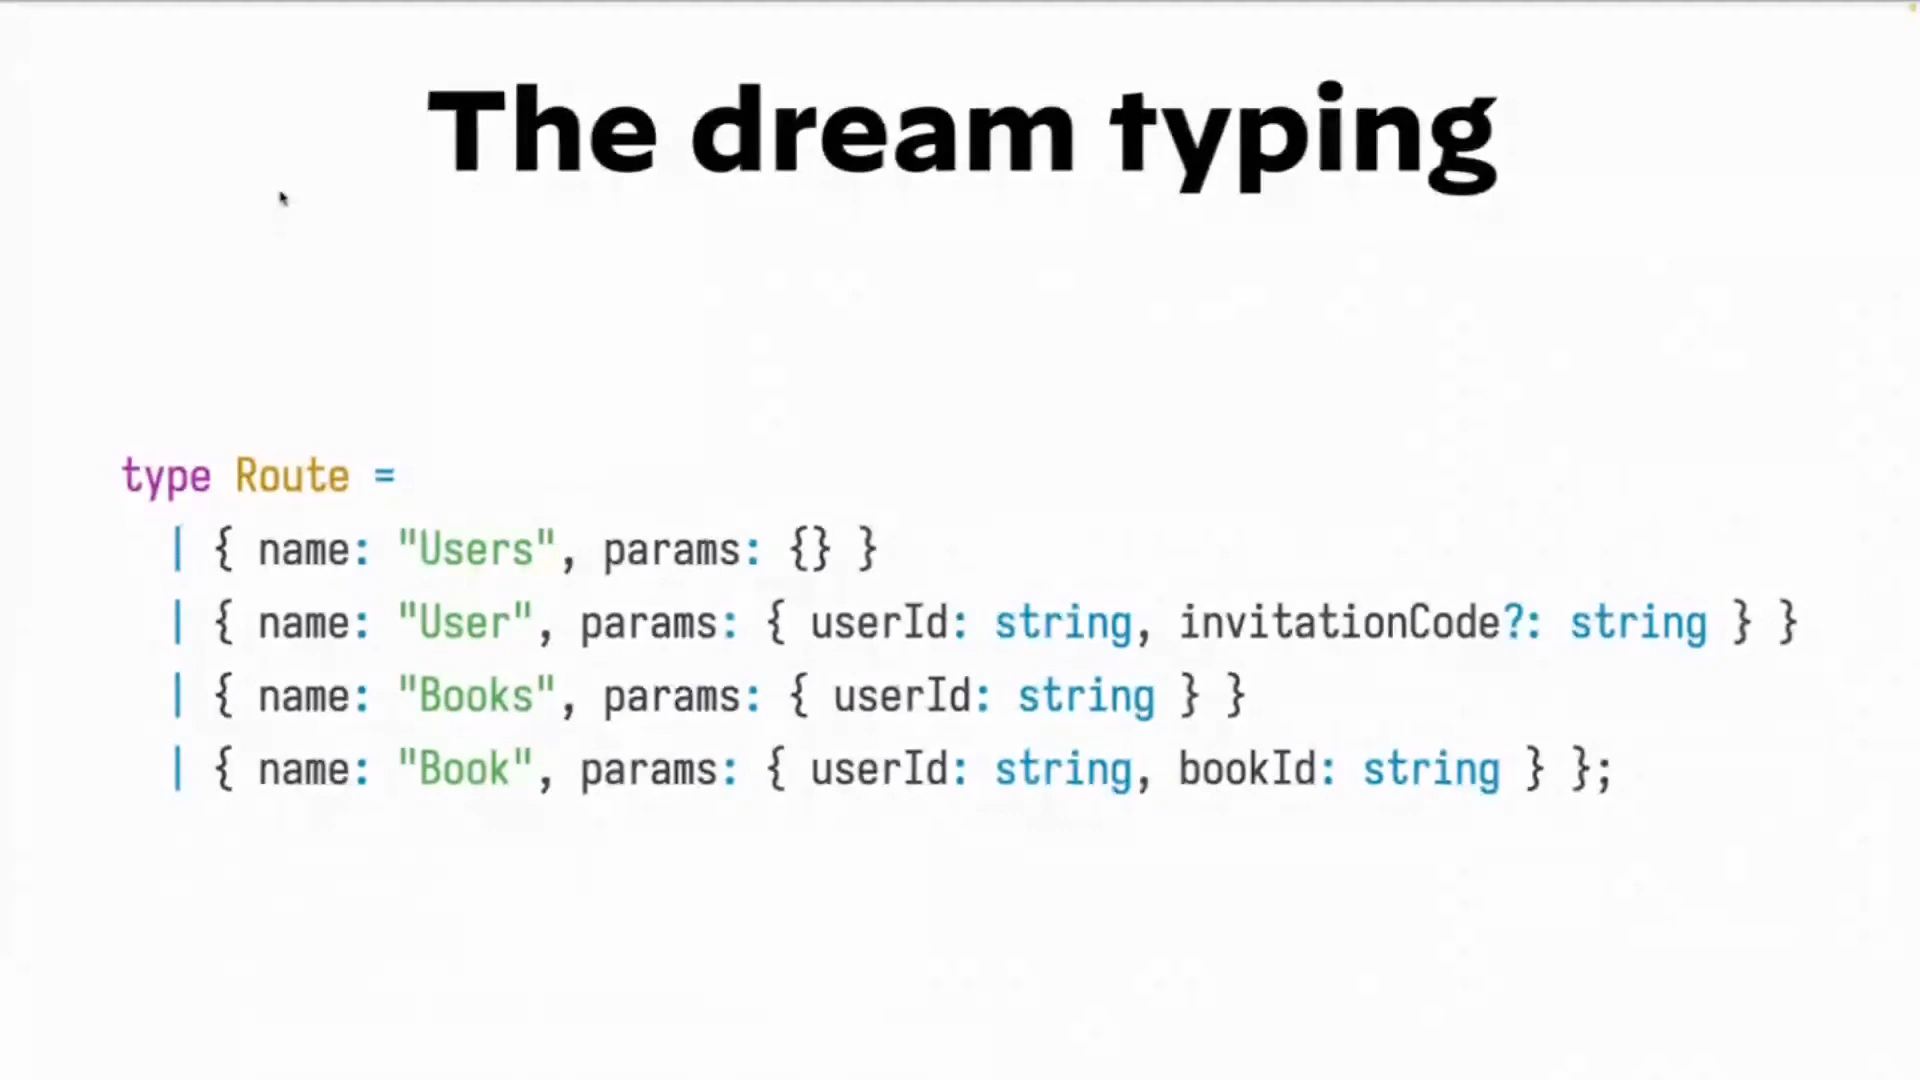 The dream typing
type Route =
| { name: "Users", params: {} }
| { name: "User", params: { userId: string, invitationCode?: string } }
| { name: "Books", params: { userId: string } }
| { name: "Book", params: { userId: string, bookId: string } };